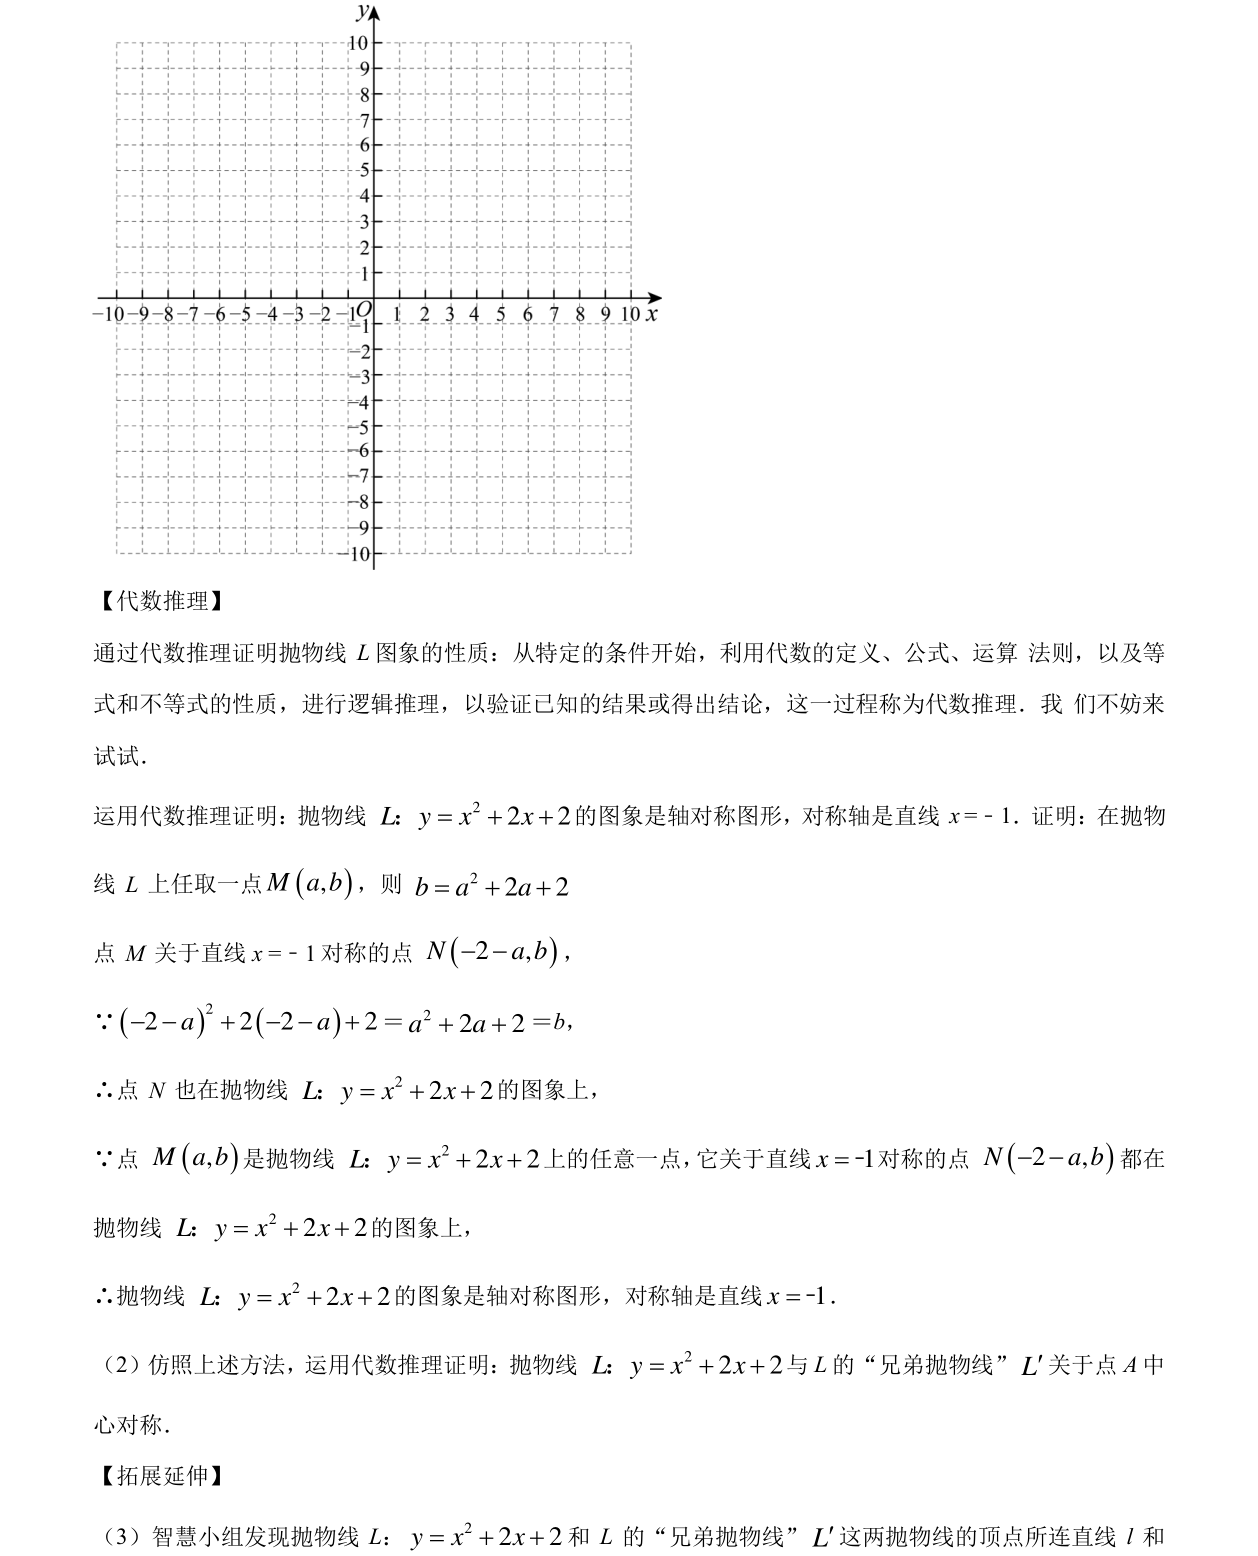 y
10
9
8
7
6
5
4
3
2
1
−10 −9 −8 −7 −6 −5 −4 −3 −2 −1 O 1 2 3 4 5 6 7 8 9 10 x
−1
−2
−3
−4
−5
−6
−7
−8
−9
−10
【代数推理】
通过代数推理证明抛物线 L 图象的性质：从特定的条件开始，利用代数的定义、公式、运算 法则，以及等
式和不等式的性质，进行逻辑推理，以验证已知的结果或得出结论，这一过程称为代数推理．我 们不妨来
试试．
运用代数推理证明：抛物线 L：y=x²+2x+2的图象是轴对称图形，对称轴是直线 x=﹣1．证明：在抛物
线 L 上任取一点M(a,b)，则 b=a²+2a+2
点 M 关于直线x=﹣1对称的点 N(−2−a,b)，
∵(−2−a)²+2(−2−a)+2=a²+2a+2=b，
∴点 N 也在抛物线 L：y=x²+2x+2的图象上，
∵点 M(a,b)是抛物线 L：y=x²+2x+2上的任意一点，它关于直线x=-1对称的点 N(−2−a,b)都在
抛物线 L：y=x²+2x+2的图象上，
∴抛物线 L：y=x²+2x+2的图象是轴对称图形，对称轴是直线x=-1．
（2）仿照上述方法，运用代数推理证明：抛物线 L：y=x²+2x+2与L的“兄弟抛物线”L′关于点A中
心对称．
【拓展延伸】
（3）智慧小组发现抛物线L：y=x²+2x+2和 L 的“兄弟抛物线”L′这两抛物线的顶点所连直线 l 和